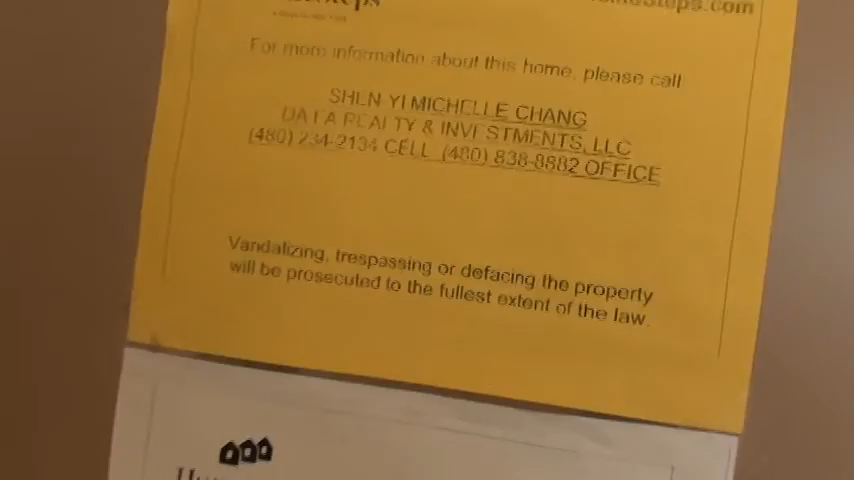 For more information about this home, please call
SHEN YI MICHELLE CHANG
DATA REALTY & INVESTMENTS, LLC
(480) 234-2134 CELL (480) 838-8882 OFFICE
Vandalizing, trespassing or defacing the property
will be prosecuted to the fullest extent of the law.